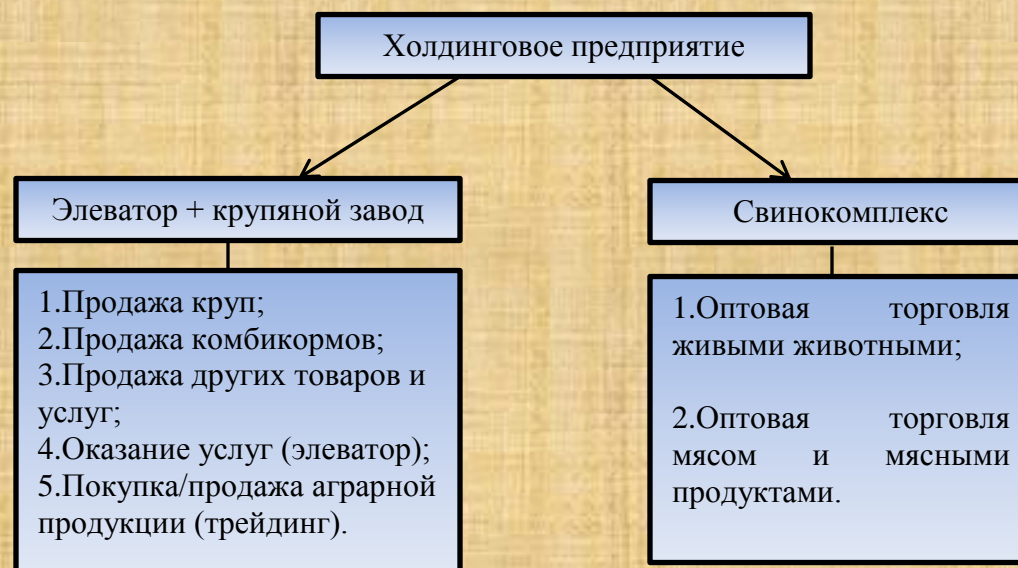 Холдинговое предприятие
Элеватор + крупяной завод
1.Продажа круп;
2.Продажа комбикормов;
3.Продажа других товаров и
услуг;
4.Оказание услуг (элеватор);
5.Покупка/продажа аграрной
продукции (трейдинг).
Свинокомплекс
1.Оптовая торговля
живыми животными;
2.Оптовая торговля
мясом и мясными
продуктами.